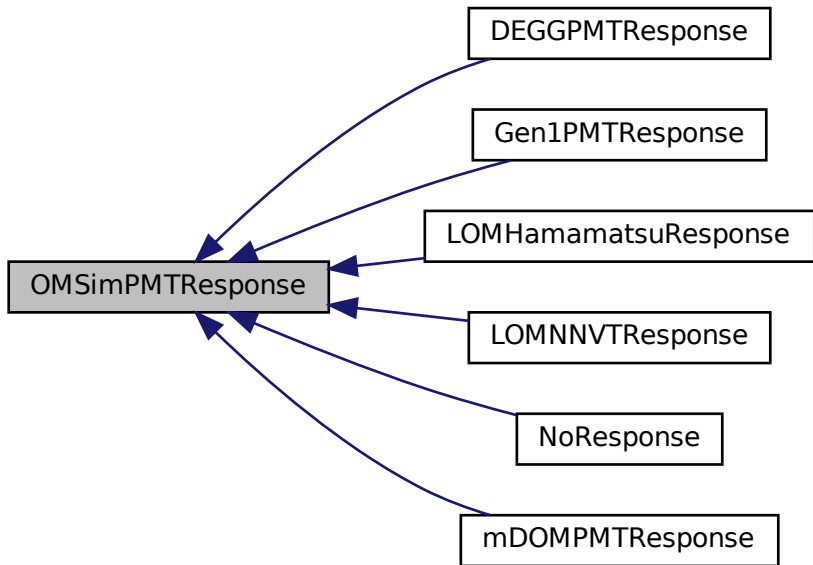 DEGGPMTResponse
Gen1PMTResponse
LOMHamamatsuResponse
OMSimPMTResponse
LOMNNVTResponse
NoResponse
mDOMPMTResponse